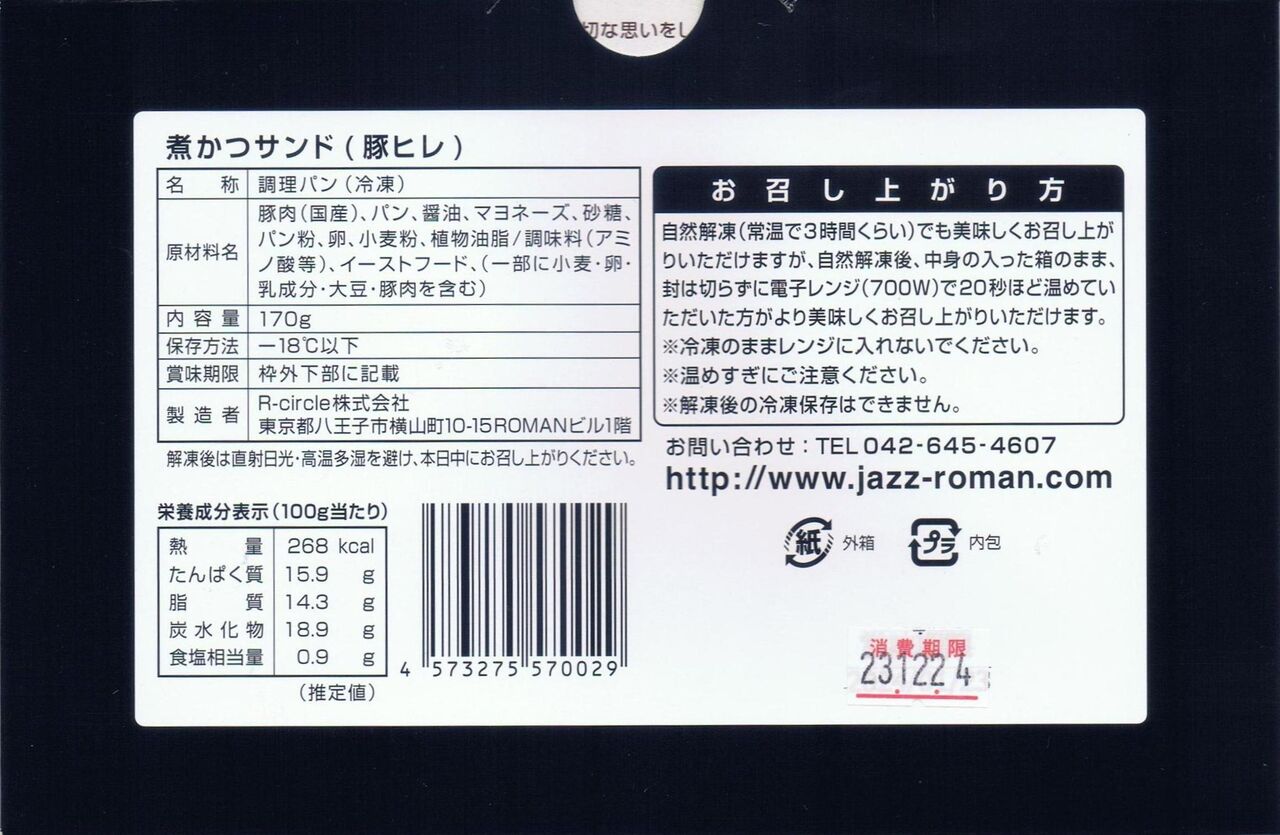 切な思いをし
煮かつサンド(豚ヒレ)
名　称 調理パン(冷凍)
原材料名 豚肉(国産)、パン、醤油、マヨネーズ、砂糖、
パン粉、卵、小麦粉、植物油脂/調味料(アミ
ノ酸等)、イーストフード、(一部に小麦・卵・
乳成分・大豆・豚肉を含む)
内容量 170g
保存方法 −18℃以下
賞味期限 枠外下部に記載
製造者 R-circle株式会社
東京都八王子市横山町10-15ROMANビル1階
解凍後は直射日光・高温多湿を避け、本日中にお召し上がりください。
お召し上がり方
自然解凍(常温で3時間くらい)でも美味しくお召し上が
りいただけますが、自然解凍後、中身の入った箱のまま、
封は切らずに電子レンジ(700W)で20秒ほど温めてい
ただいた方がより美味しくお召し上がりいただけます。
※冷凍のままレンジに入れないでください。
※温めすぎにご注意ください。
※解凍後の冷凍保存はできません。
お問い合わせ:TEL 042-645-4607
http://www.jazz-roman.com
栄養成分表示(100g当たり)
熱　量 268 kcal
たんぱく質 15.9 g
脂　質 14.3 g
炭水化物 18.9 g
食塩相当量 0.9 g
(推定値)
4 573275 570029
紙 外箱 プラ 内包
消費期限
23.12.24